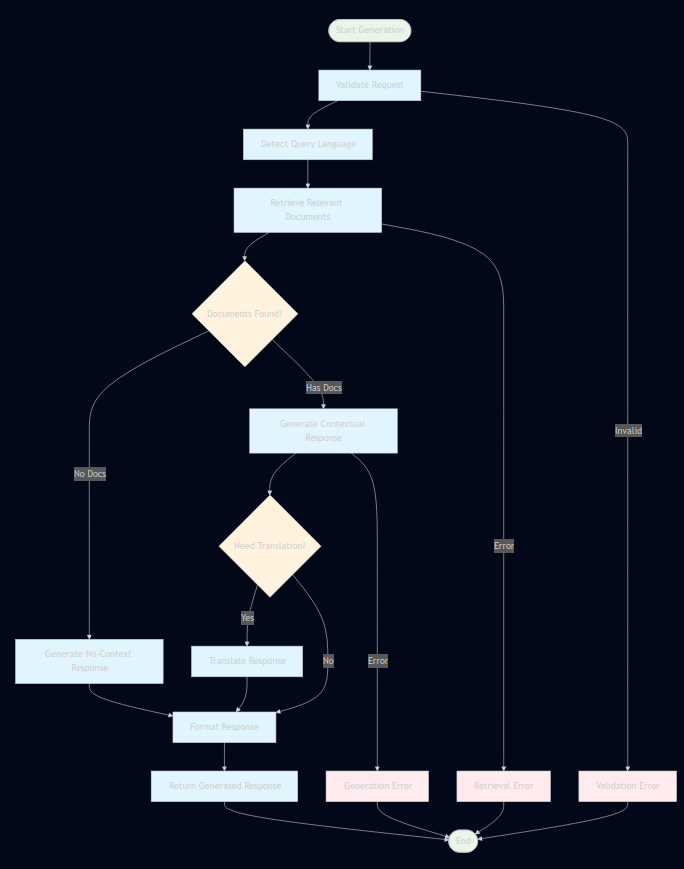 Start Generation
Validate Request
Detect Query Language
Retrieve Relevant
Documents
Documents Found?
Has Docs
Generate Contextual
Response
Invalid
No Docs
Need Translation?
Error
Yes
Generate No-Context
Response
Translate Response
No
Error
Format Response
Return Generated Response
Generation Error
Retrieval Error
Validation Error
End